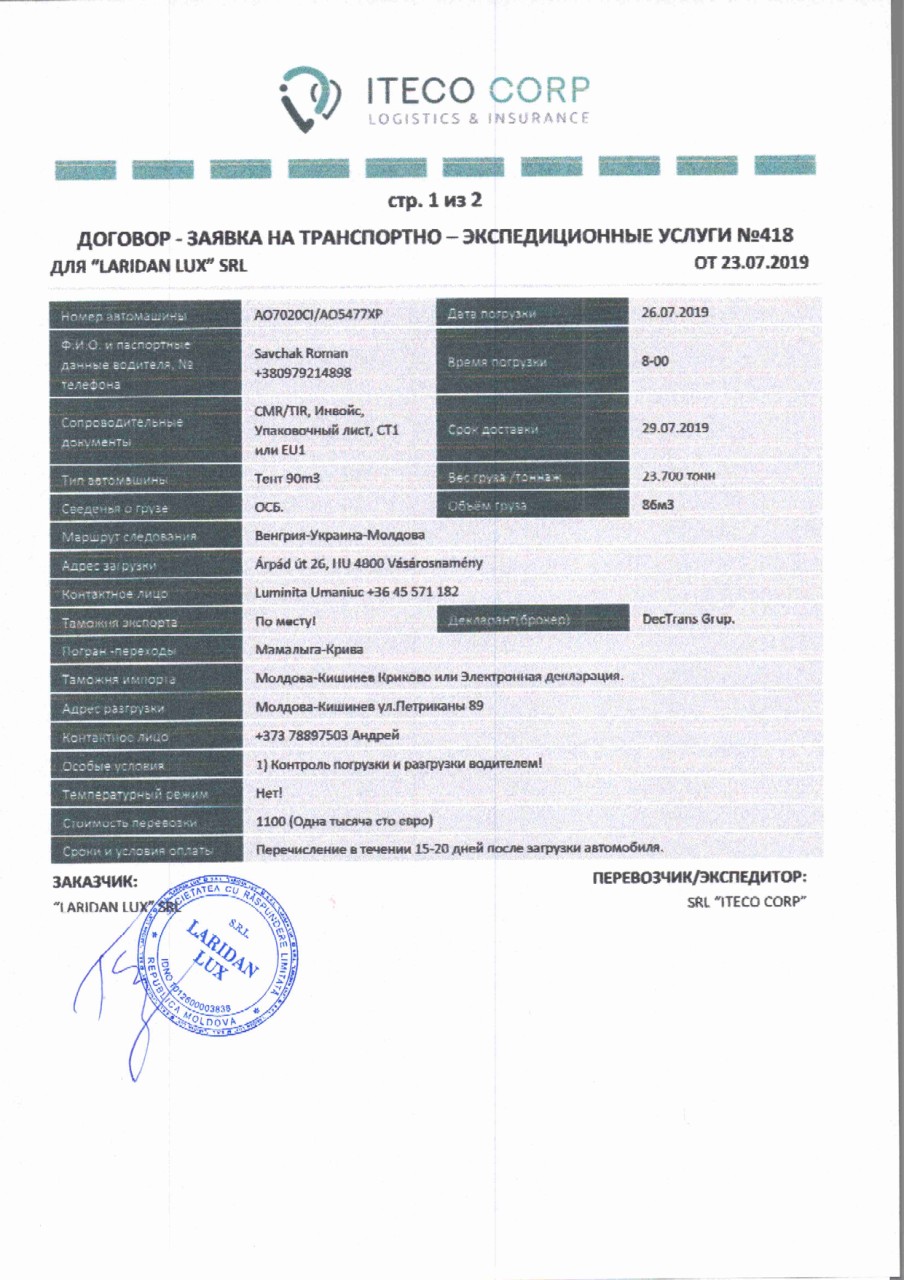 ITECO CORP
LOGISTICS & INSURANCE
стр. 1 из 2
ДОГОВОР - ЗАЯВКА НА ТРАНСПОРТНО – ЭКСПЕДИЦИОННЫЕ УСЛУГИ №418
ДЛЯ "LARIDAN LUX" SRL ОТ 23.07.2019
Номер автомашины AO7020CI/AO5477XP Дата погрузки 26.07.2019
Ф.И.О. и паспортные
данные водителя, №
телефона
Savchak Roman
+380979214898
Время погрузки 8-00
Сопроводительные
документы
CMR/TIR, Инвойс,
Упаковочный лист, СТ1
или EU1
Срок доставки 29.07.2019
Тип автомашины Тент 90m3 Вес груза /тоннаж 23.700 тонн
Сведенья о грузе ОСБ. Объём груза 86м3
Маршрут следования Венгрия-Украина-Молдова
Адрес загрузки Árpád út 26, HU 4800 Vásárosnamény
Контактное лицо Luminita Umaniuc +36 45 571 182
Таможня экспорта По месту! Декларант(брокер) DecTrans Grup.
Погран -переходы Мамалыга-Крива
Таможня импорта Молдова-Кишинев Криково или Электронная декларация.
Адрес разгрузки Молдова-Кишинев ул.Петриканы 89
Контактное лицо +373 78897503 Андрей
Особые условия 1) Контроль погрузки и разгрузки водителем!
Температурный режим Нет!
Стоимость перевозки 1100 (Одна тысяча сто евро)
Сроки и условия оплаты Перечисление в течении 15-20 дней после загрузки автомобиля.
ЗАКАЗЧИК: ПЕРЕВОЗЧИК/ЭКСПЕДИТОР:
"LARIDAN LUX" SRL SRL "ITECO CORP"
SOCIETATEA CU RĂSPUNDERE LIMITATĂ
S.R.L.
LARIDAN
LUX
IDNO 1012600003838
REPUBLICA MOLDOVA